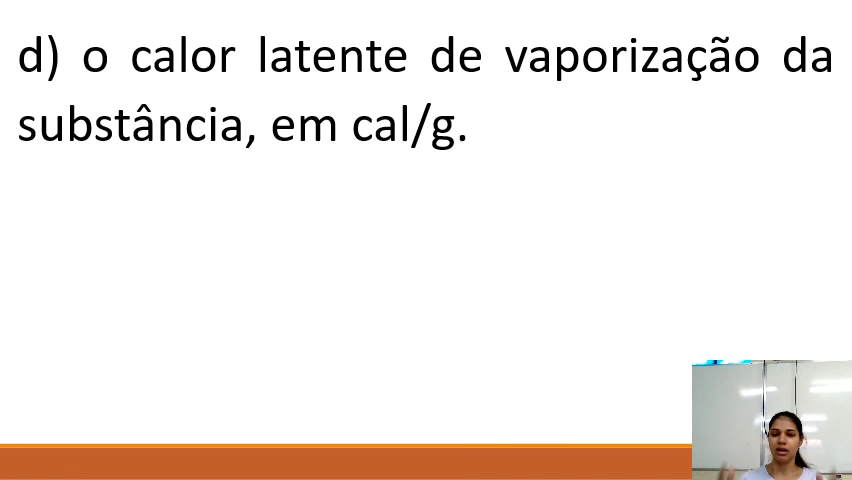 d) o calor latente de vaporização da
substância, em cal/g.